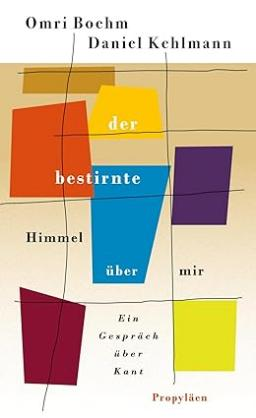 Omri Boehm
Daniel Kehlmann
der
bestirnte
Himmel
über mir
Ein
Gespräch
über
Kant
Propyläen